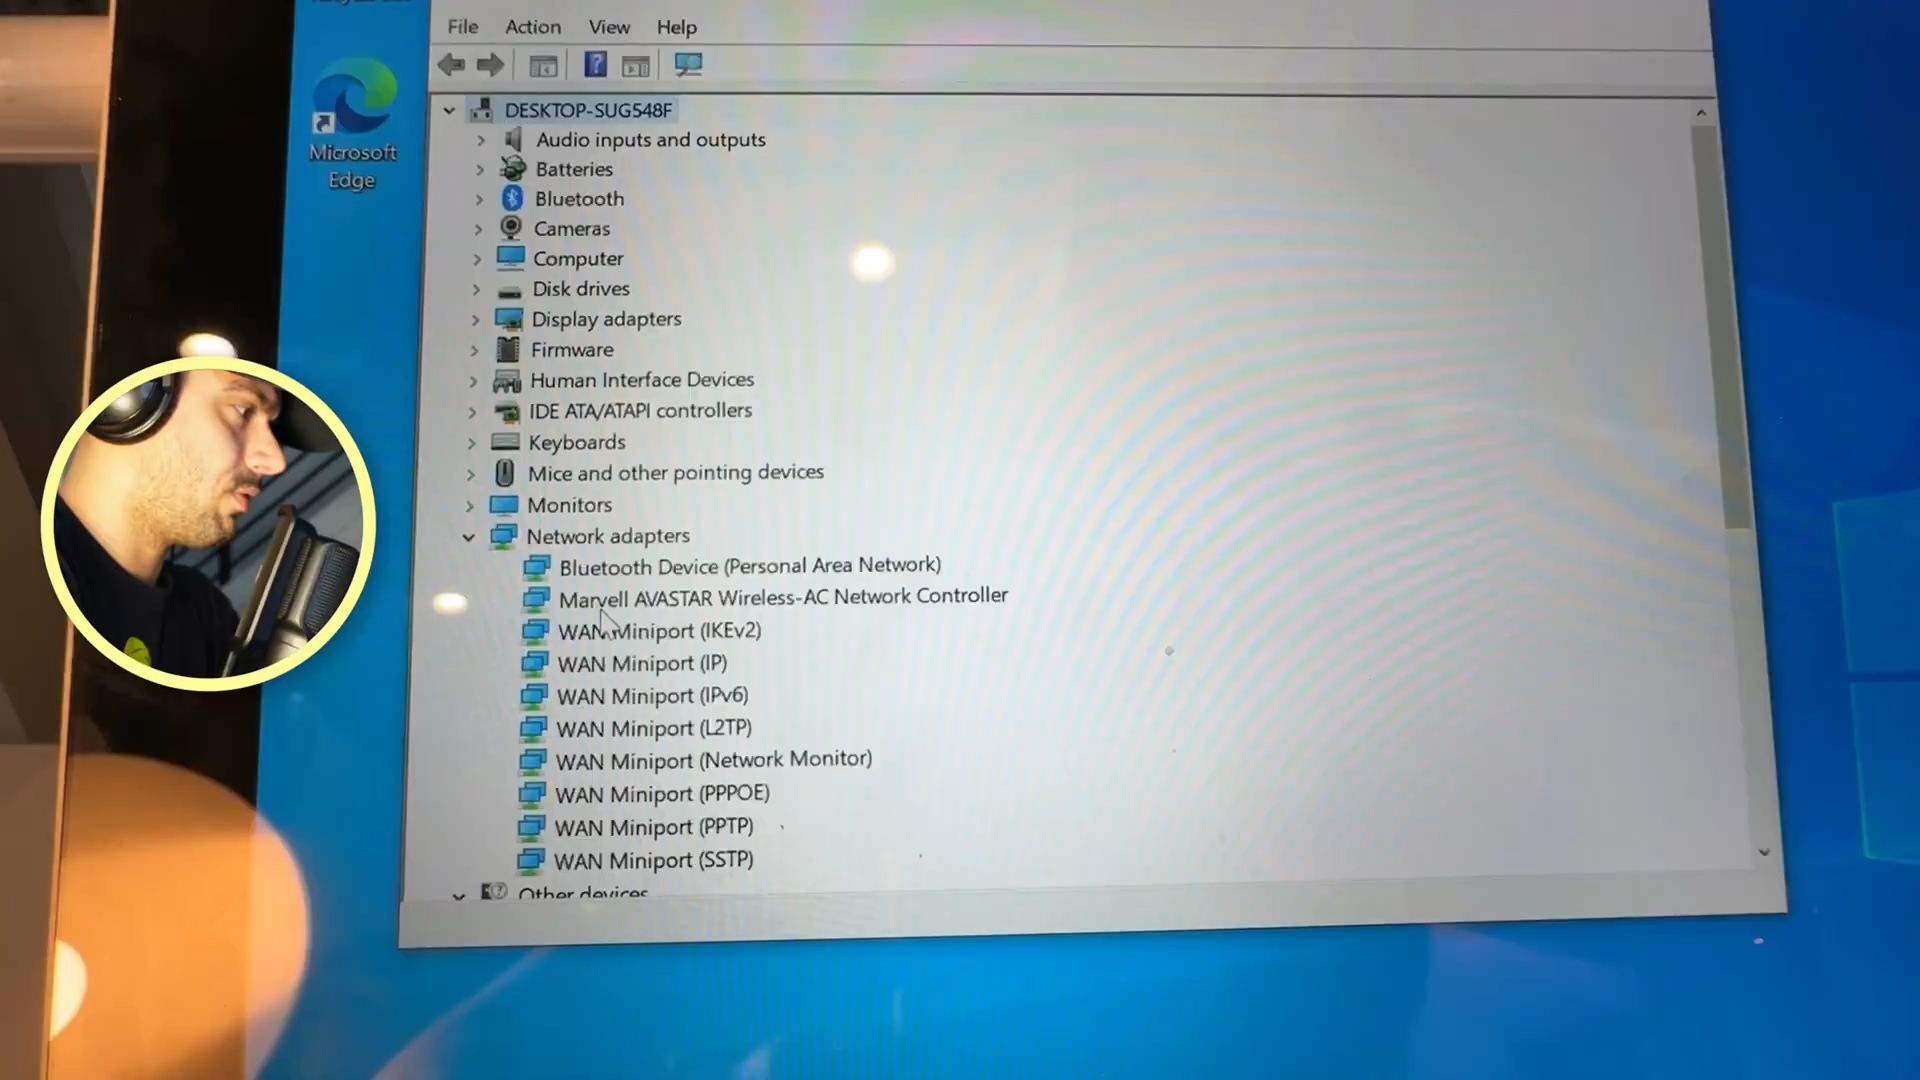 File Action View Help
Microsoft
Edge
DESKTOP-SUG548F
Audio inputs and outputs
Batteries
Bluetooth
Cameras
Computer
Disk drives
Display adapters
Firmware
Human Interface Devices
IDE ATA/ATAPI controllers
Keyboards
Mice and other pointing devices
Monitors
Network adapters
Bluetooth Device (Personal Area Network)
Marvell AVASTAR Wireless-AC Network Controller
WAN Miniport (IKEv2)
WAN Miniport (IP)
WAN Miniport (IPv6)
WAN Miniport (L2TP)
WAN Miniport (Network Monitor)
WAN Miniport (PPPOE)
WAN Miniport (PPTP)
WAN Miniport (SSTP)
Other devices